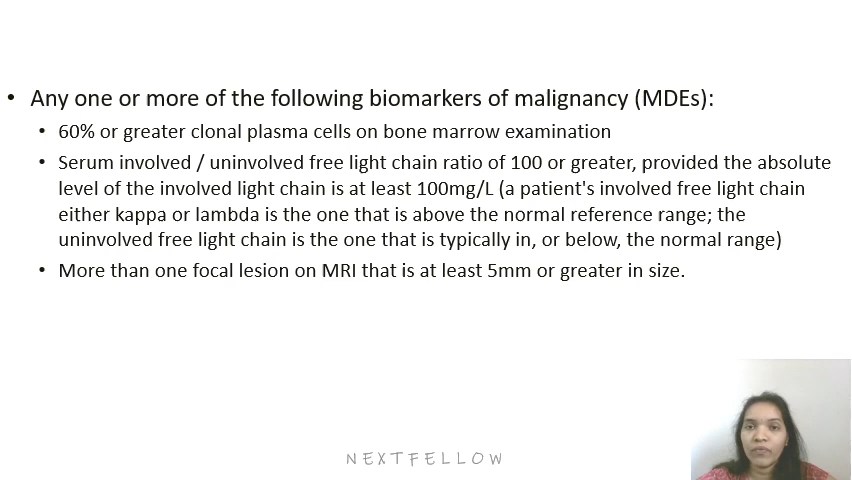 • Any one or more of the following biomarkers of malignancy (MDEs):
• 60% or greater clonal plasma cells on bone marrow examination
• Serum involved / uninvolved free light chain ratio of 100 or greater, provided the absolute
level of the involved light chain is at least 100mg/L (a patient's involved free light chain
either kappa or lambda is the one that is above the normal reference range; the
uninvolved free light chain is the one that is typically in, or below, the normal range)
• More than one focal lesion on MRI that is at least 5mm or greater in size.
NEXTFELLOW